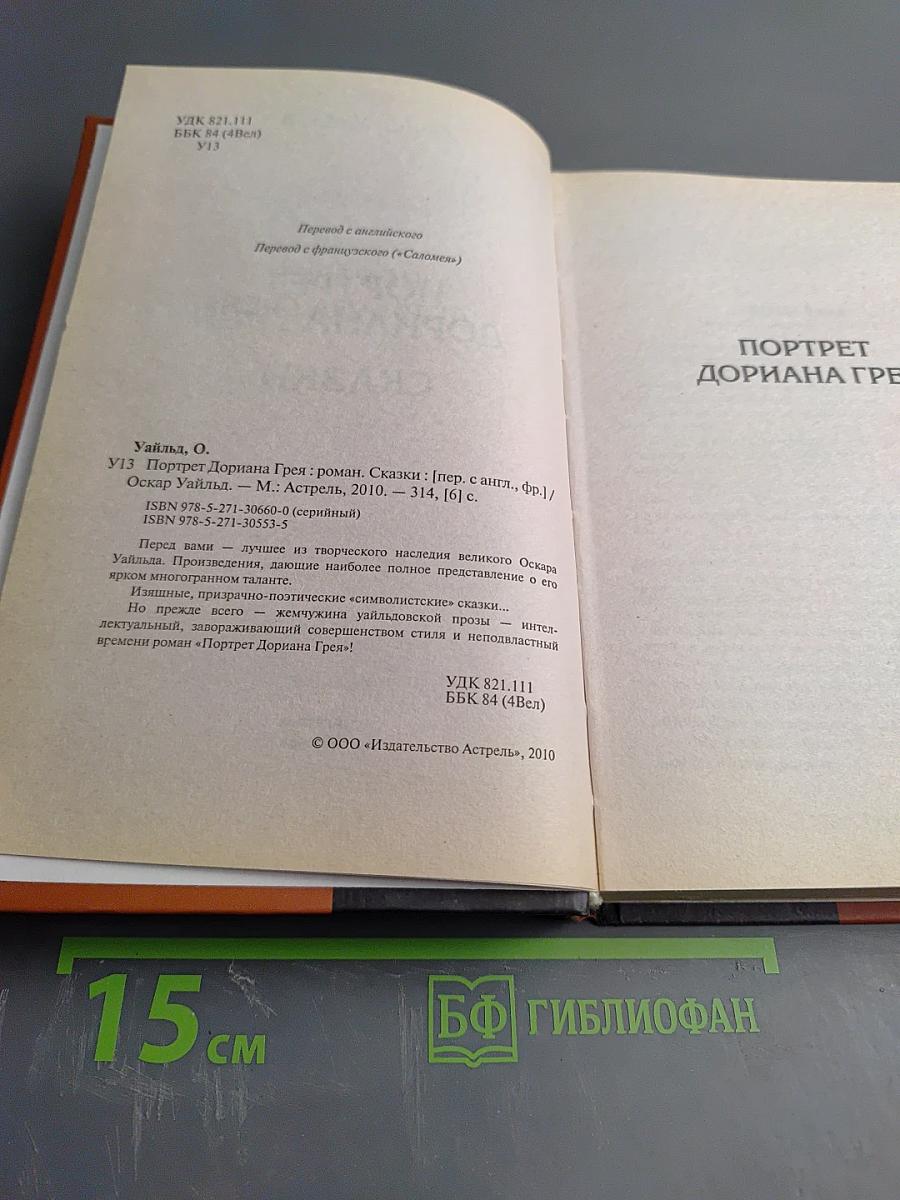 УДК 821.111
ББК 84 (4Вел)
У13
Перевод с английского
Перевод с французского («Саломея»)
Уайльд, О.
У13 Портрет Дориана Грея : роман. Сказки : [пер. с англ., фр.] /
Оскар Уайльд. — М.: Астрель, 2010. — 314, [6] с.
ISBN 978-5-271-30660-0 (серийный)
ISBN 978-5-271-30553-5
Перед вами — лучшее из творческого наследия великого Оскара
Уайльда. Произведения, дающие наиболее полное представление о его
ярком многогранном таланте.
Изящные, призрачно-поэтические «символистские» сказки...
Но прежде всего — жемчужина уайльдовской прозы — интел-
лектуальный, завораживающий совершенством стиля и неподвластный
времени роман «Портрет Дориана Грея»!
УДК 821.111
ББК 84 (4Вел)
© ООО «Издательство Астрель», 2010
ПОРТРЕТ
ДОРИАНА ГРЕ
15 см
БФ ГИБЛИОФАН